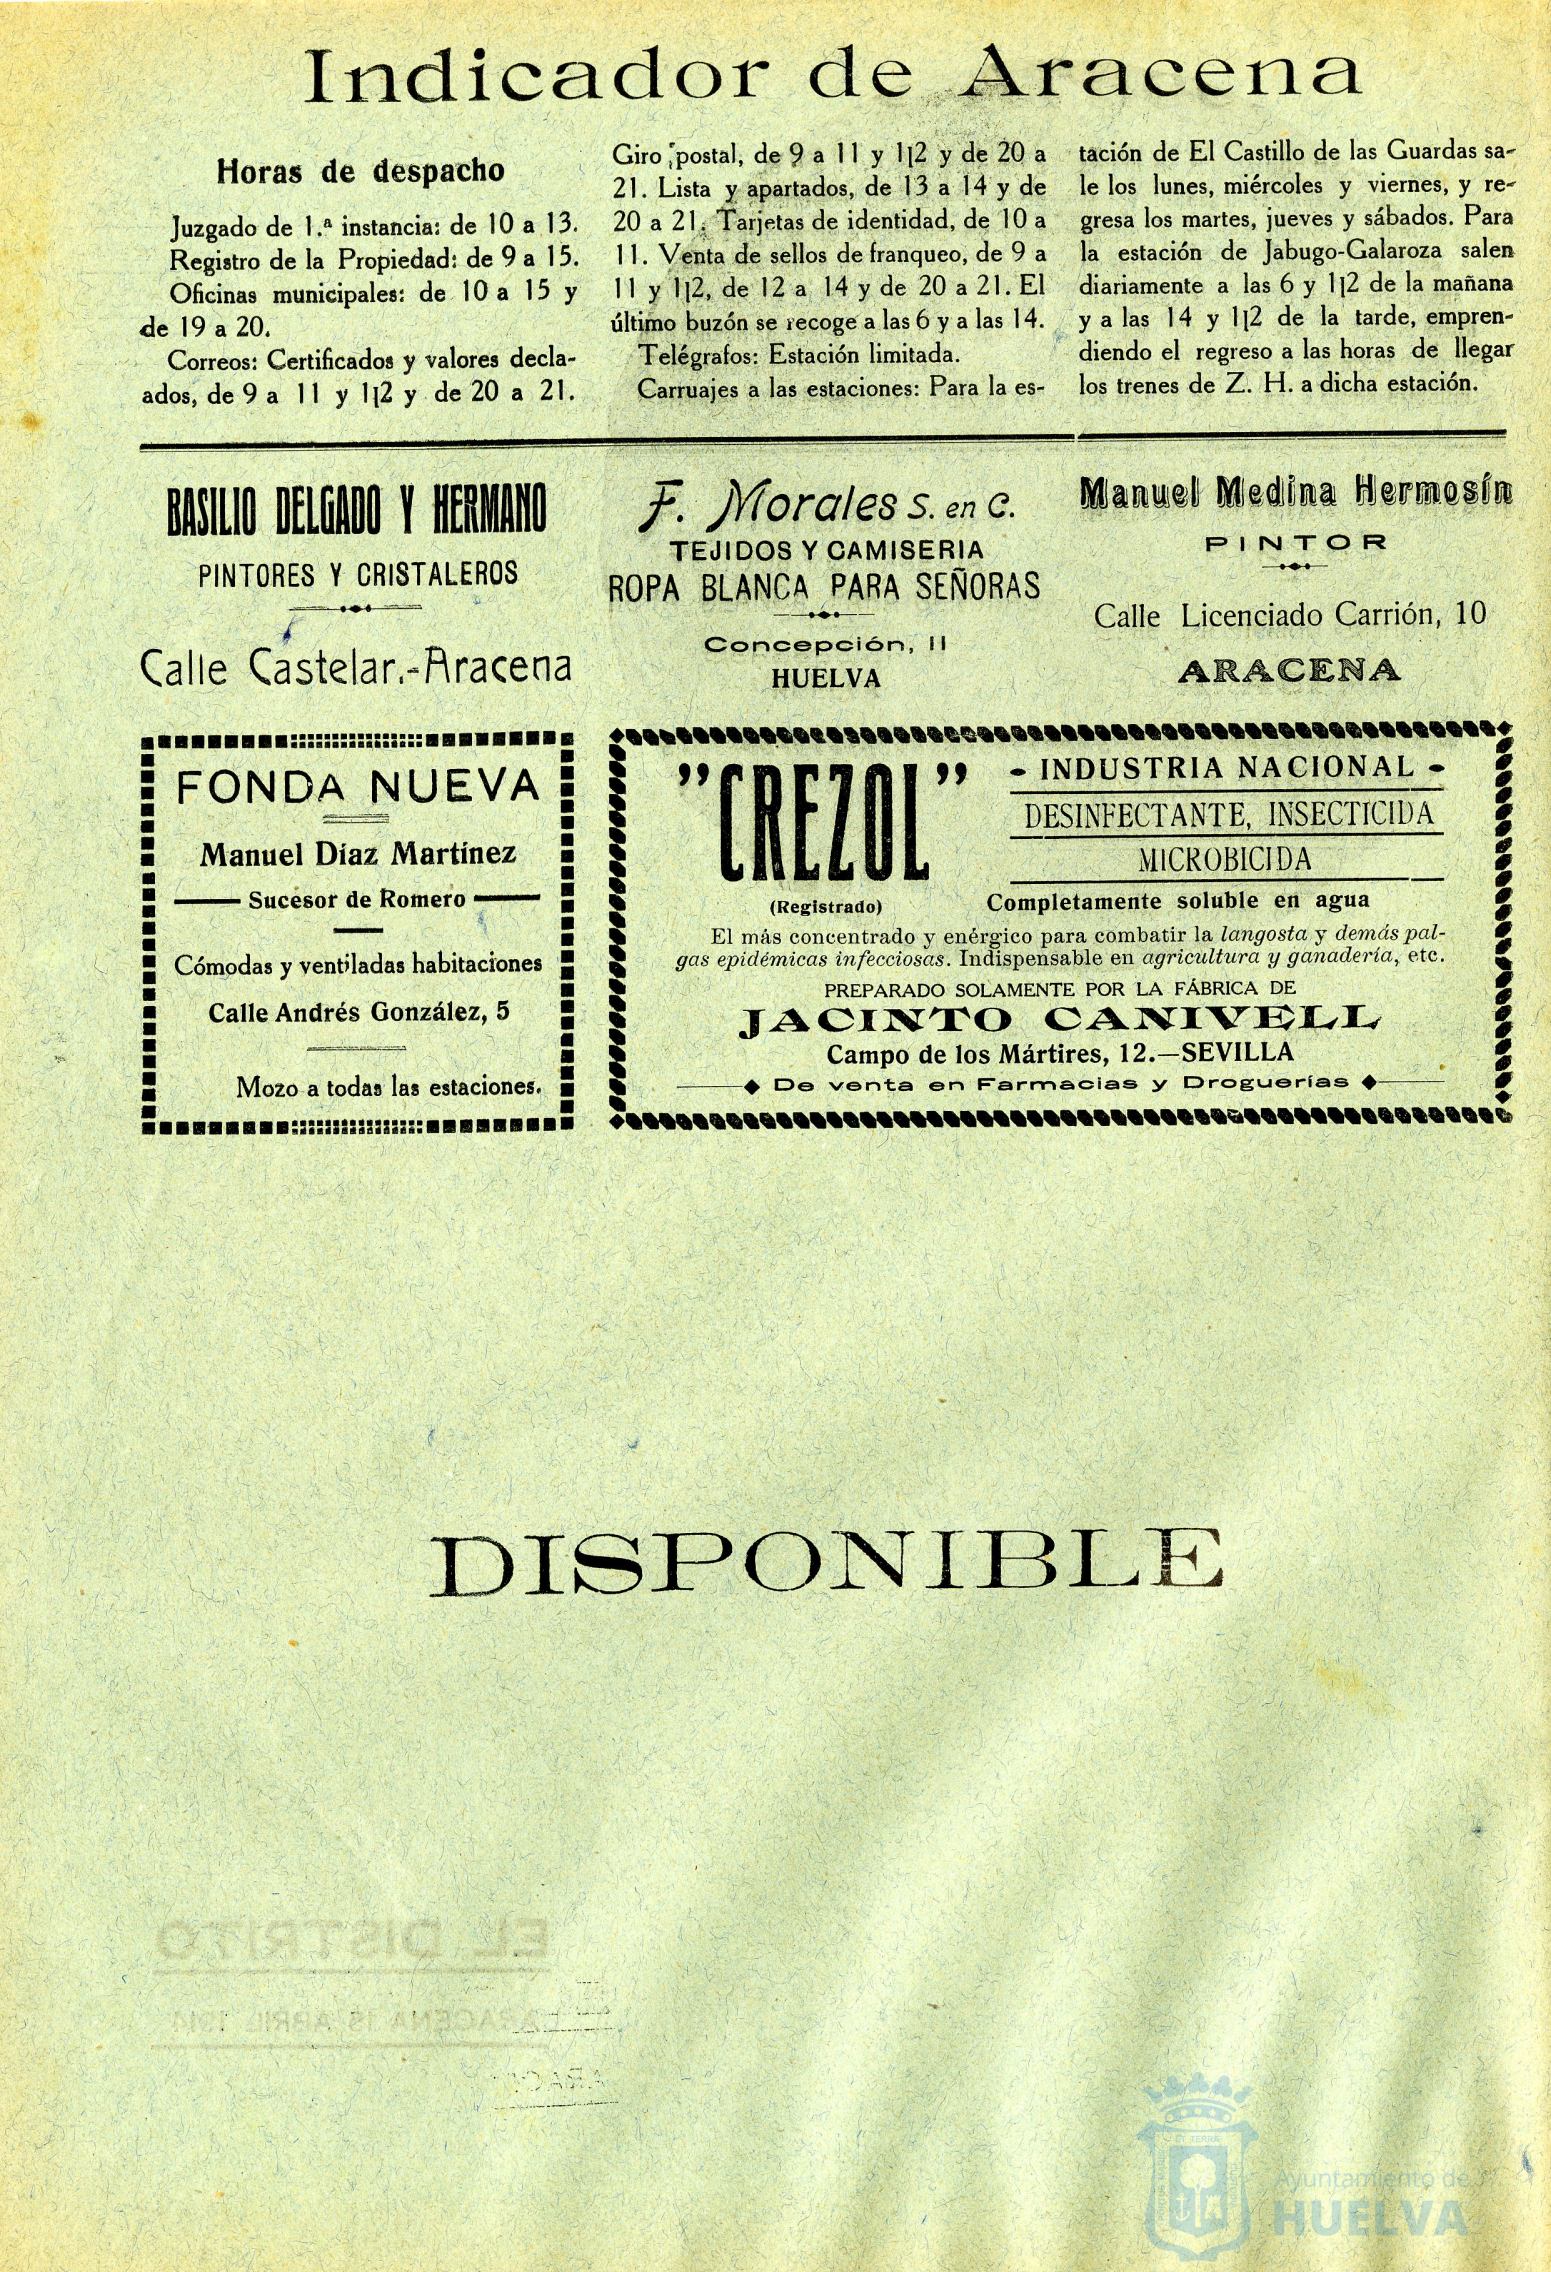 Indicador de Aracena
Horas de despacho
Juzgado de 1.ª instancia: de 10 a 13.
Registro de la Propiedad: de 9 a 15.
Oficinas municipales: de 10 a 15 y
de 19 a 20.
Correos: Certificados y valores decla-
ados, de 9 a 11 y 1|2 y de 20 a 21.
Giro postal, de 9 a 11 y 1|2 y de 20 a
21. Lista y apartados, de 13 a 14 y de
20 a 21. Tarjetas de identidad, de 10 a
11. Venta de sellos de franqueo, de 9 a
11 y 1|2, de 12 a 14 y de 20 a 21. El
último buzón se recoge a las 6 y a las 14.
Telégrafos: Estación limitada.
Carruajes a las estaciones: Para la es-
tación de El Castillo de las Guardas sa-
le los lunes, miércoles y viernes, y re-
gresa los martes, jueves y sábados. Para
la estación de Jabugo-Galaroza salen
diariamente a las 6 y 1|2 de la mañana
y a las 14 y 1|2 de la tarde, empren-
diendo el regreso a las horas de llegar
los trenes de Z. H. a dicha estación.
BASILIO DELGADO Y HERMANO
PINTORES Y CRISTALEROS
Calle Castelar.-Aracena
F. Morales S. en C.
TEJIDOS Y CAMISERIA
ROPA BLANCA PARA SEÑORAS
Concepción, 11
HUELVA
Manuel Medina Hermosín
PINTOR
Calle Licenciado Carrión, 10
ARACENA
FONDA NUEVA
Manuel Díaz Martínez
Sucesor de Romero
Cómodas y ventiladas habitaciones
Calle Andrés González, 5
Mozo a todas las estaciones.
"CREZOL"
(Registrado)
- INDUSTRIA NACIONAL -
DESINFECTANTE, INSECTICIDA
MICROBICIDA
Completamente soluble en agua
El más concentrado y enérgico para combatir la langosta y demás pal-
gas epidémicas infecciosas. Indispensable en agricultura y ganadería, etc.
PREPARADO SOLAMENTE POR LA FÁBRICA DE
JACINTO CANIVELL
Campo de los Mártires, 12.—SEVILLA
De venta en Farmacias y Droguerías
DISPONIBLE
EL DISTRITO
Ayuntamiento de
HUELVA